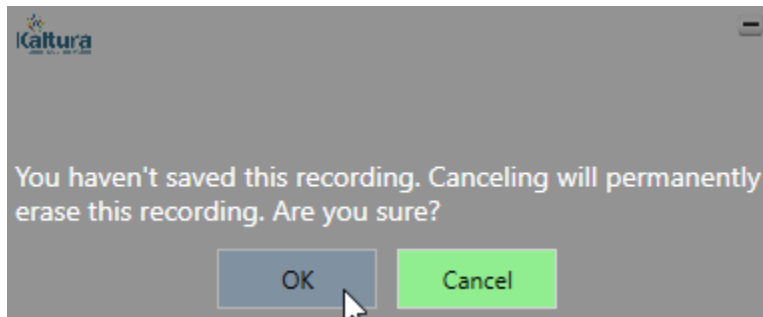 Kaltura
You haven't saved this recording. Canceling will permanently
erase this recording. Are you sure?
OK
Cancel